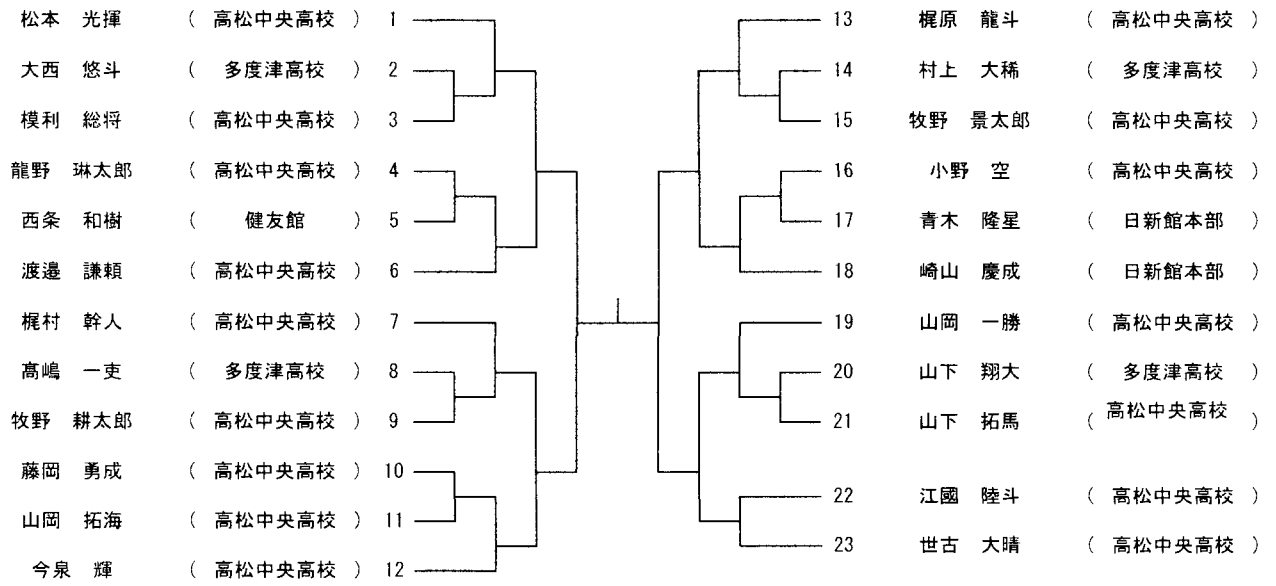 松本 光揮 ( 高松中央高校 ) 1
大西 悠斗 ( 多度津高校 ) 2
模利 総将 ( 高松中央高校 ) 3
龍野 琳太郎 ( 高松中央高校 ) 4
西条 和樹 ( 健友館 ) 5
渡邉 謙頼 ( 高松中央高校 ) 6
梶村 幹人 ( 高松中央高校 ) 7
髙嶋 一吏 ( 多度津高校 ) 8
牧野 耕太郎 ( 高松中央高校 ) 9
藤岡 勇成 ( 高松中央高校 ) 10
山岡 拓海 ( 高松中央高校 ) 11
今泉 輝 ( 高松中央高校 ) 12
13 梶原 龍斗 ( 高松中央高校 )
14 村上 大稀 ( 多度津高校 )
15 牧野 景太郎 ( 高松中央高校 )
16 小野 空 ( 高松中央高校 )
17 青木 隆星 ( 日新館本部 )
18 崎山 慶成 ( 日新館本部 )
19 山岡 一勝 ( 高松中央高校 )
20 山下 翔大 ( 多度津高校 )
21 山下 拓馬 ( 高松中央高校 )
22 江國 陸斗 ( 高松中央高校 )
23 世古 大晴 ( 高松中央高校 )